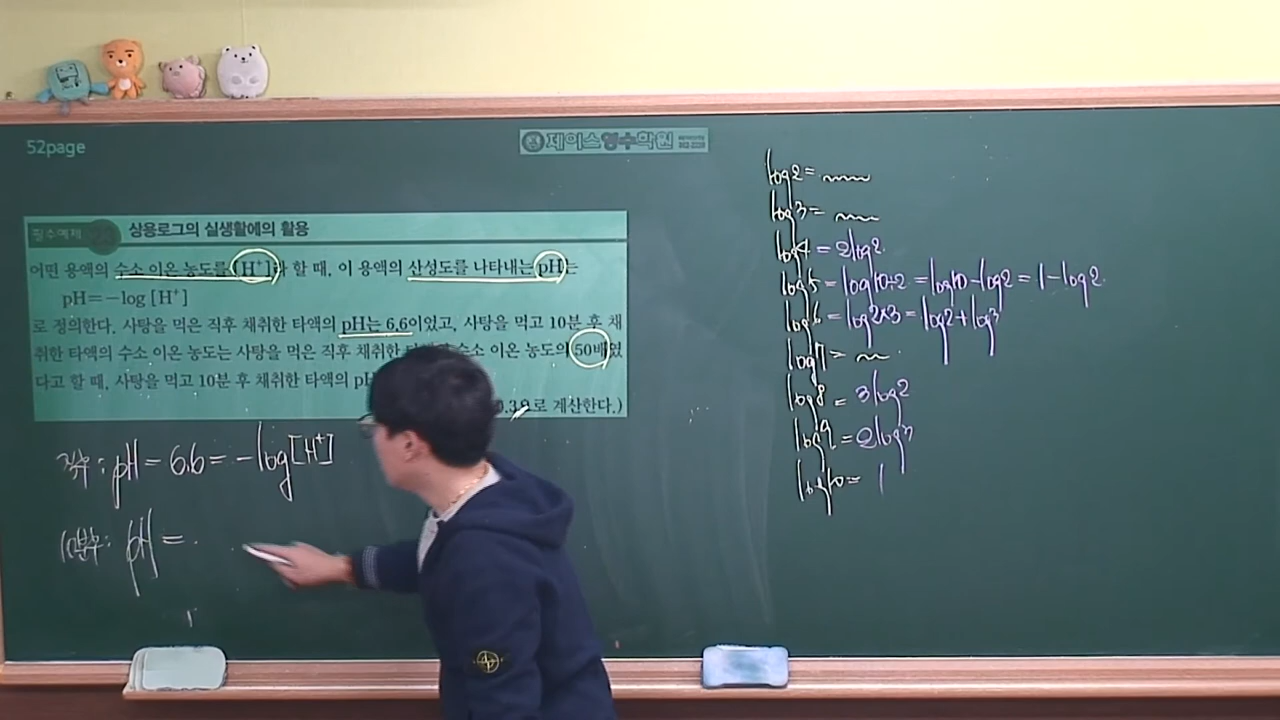 52page
제이스영수학원
필수예제
상용로그의 실생활에의 활용
어떤 용액의 수소 이온 농도를 [H⁺]라 할 때, 이 용액의 산성도를 나타내는 pH는
pH=-log [H⁺]
로 정의한다. 사탕을 먹은 직후 채취한 타액의 pH는 6.6이었고, 사탕을 먹고 10분 후 채
취한 타액의 수소 이온 농도는 사탕을 먹은 직후 채취한 수소 이온 농도의 50배였
다고 할 때, 사탕을 먹고 10분 후 채취한 타액의 pH
로 계산한다.)
직후: pH = 6.6 = -log[H⁺]
10분후: pH =
log2=
log3=
log4 = 2log2
log5 = log10÷2 = log10-log2 = 1-log2
log6 = log2×3 = log2+log3
log7 =
log8 = 3log2
log9 = 2log3
log10= 1